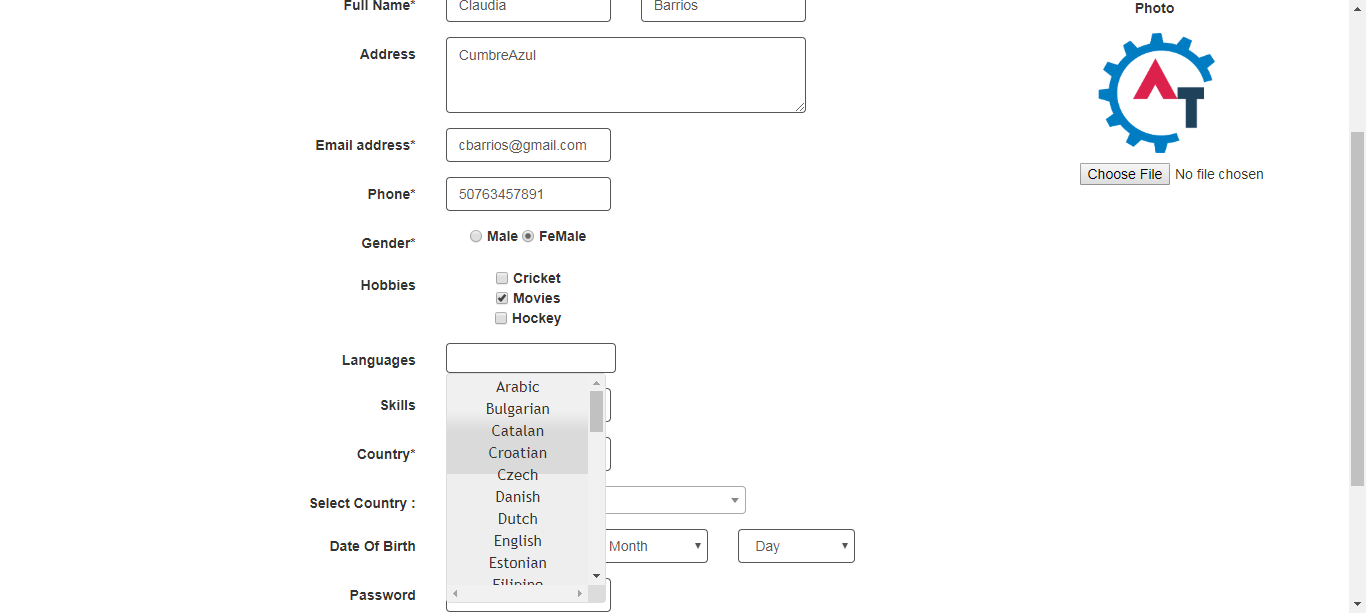 Full Name* Claudia Barrios
Photo
Address CumbreAzul
AT
Email address* cbarrios@gmail.com
Choose File No file chosen
Phone* 50763457891
Gender* Male FeMale
Hobbies Cricket
Movies
Hockey
Languages
Arabic
Skills
Bulgarian
Catalan
Country* Croatian
Czech
Danish
Select Country :
Dutch
English
Date Of Birth Month Day
Estonian
Filipino
Password